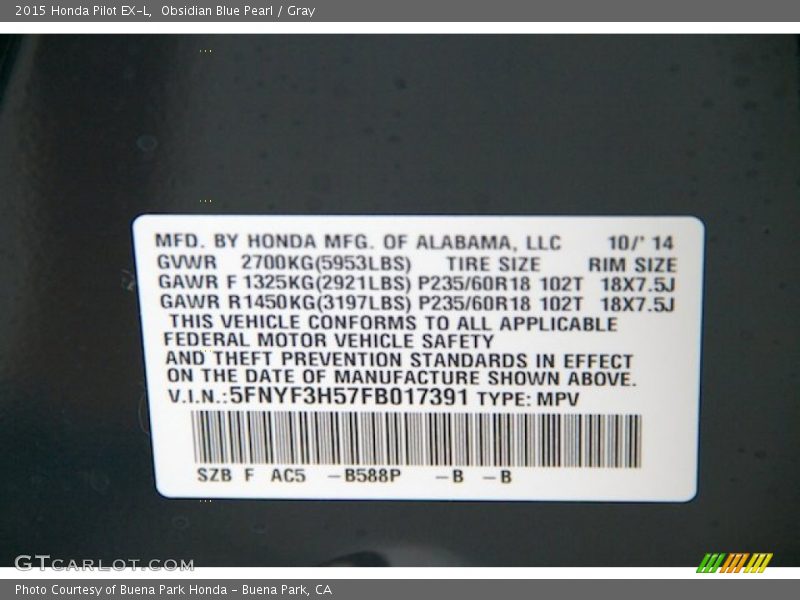 2015 Honda Pilot EX-L, Obsidian Blue Pearl / Gray
MFD. BY HONDA MFG. OF ALABAMA, LLC 10/' 14
GVWR 2700KG(5953LBS) TIRE SIZE RIM SIZE
GAWR F 1325KG(2921LBS) P235/60R18 102T 18X7.5J
GAWR R1450KG(3197LBS) P235/60R18 102T 18X7.5J
THIS VEHICLE CONFORMS TO ALL APPLICABLE
FEDERAL MOTOR VEHICLE SAFETY
AND THEFT PREVENTION STANDARDS IN EFFECT
ON THE DATE OF MANUFACTURE SHOWN ABOVE.
V.I.N.:5FNYF3H57FB017391 TYPE: MPV
SZB F AC5 -B588P -B -B
GTCARLOT.COM
Photo Courtesy of Buena Park Honda - Buena Park, CA